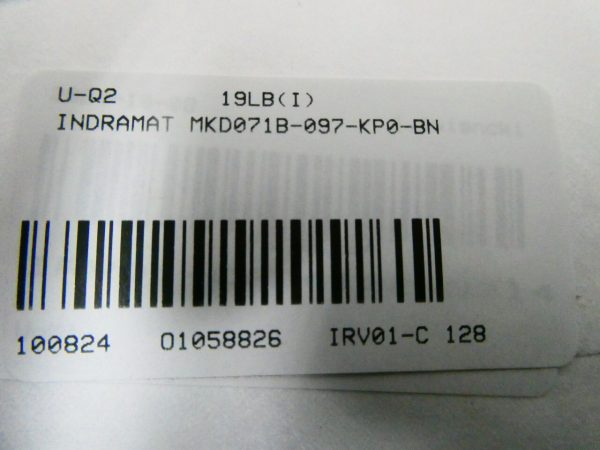 U-Q2 19LB(I)
INDRAMAT MKD071B-097-KP0-BN
100824 01058826 IRV01-C 128